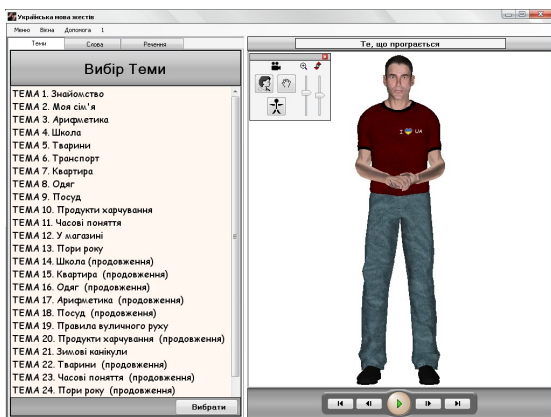 Українська мова жестів
Меню Вікна Допомога 1
Теми Слова Речення
Вибір Теми
ТЕМА 1. Знайомство
ТЕМА 2. Моя сім'я
ТЕМА 3. Арифметика
ТЕМА 4. Школа
ТЕМА 5. Тварини
ТЕМА 6. Транспорт
ТЕМА 7. Квартира
ТЕМА 8. Одяг
ТЕМА 9. Посуд
ТЕМА 10. Продукти харчування
ТЕМА 11. Часові поняття
ТЕМА 12. У магазині
ТЕМА 13. Пори року
ТЕМА 14. Школа (продовження)
ТЕМА 15. Квартира (продовження)
ТЕМА 16. Одяг (продовження)
ТЕМА 17. Арифметика (продовження)
ТЕМА 18. Посуд (продовження)
ТЕМА 19. Правила вуличного руху
ТЕМА 20. Продукти харчування (продовження)
ТЕМА 21. Зимові канікули
ТЕМА 22. Тварини (продовження)
ТЕМА 23. Часові поняття (продовження)
ТЕМА 24. Пори року (продовження)
Вибрати
Те, що програється
I UA